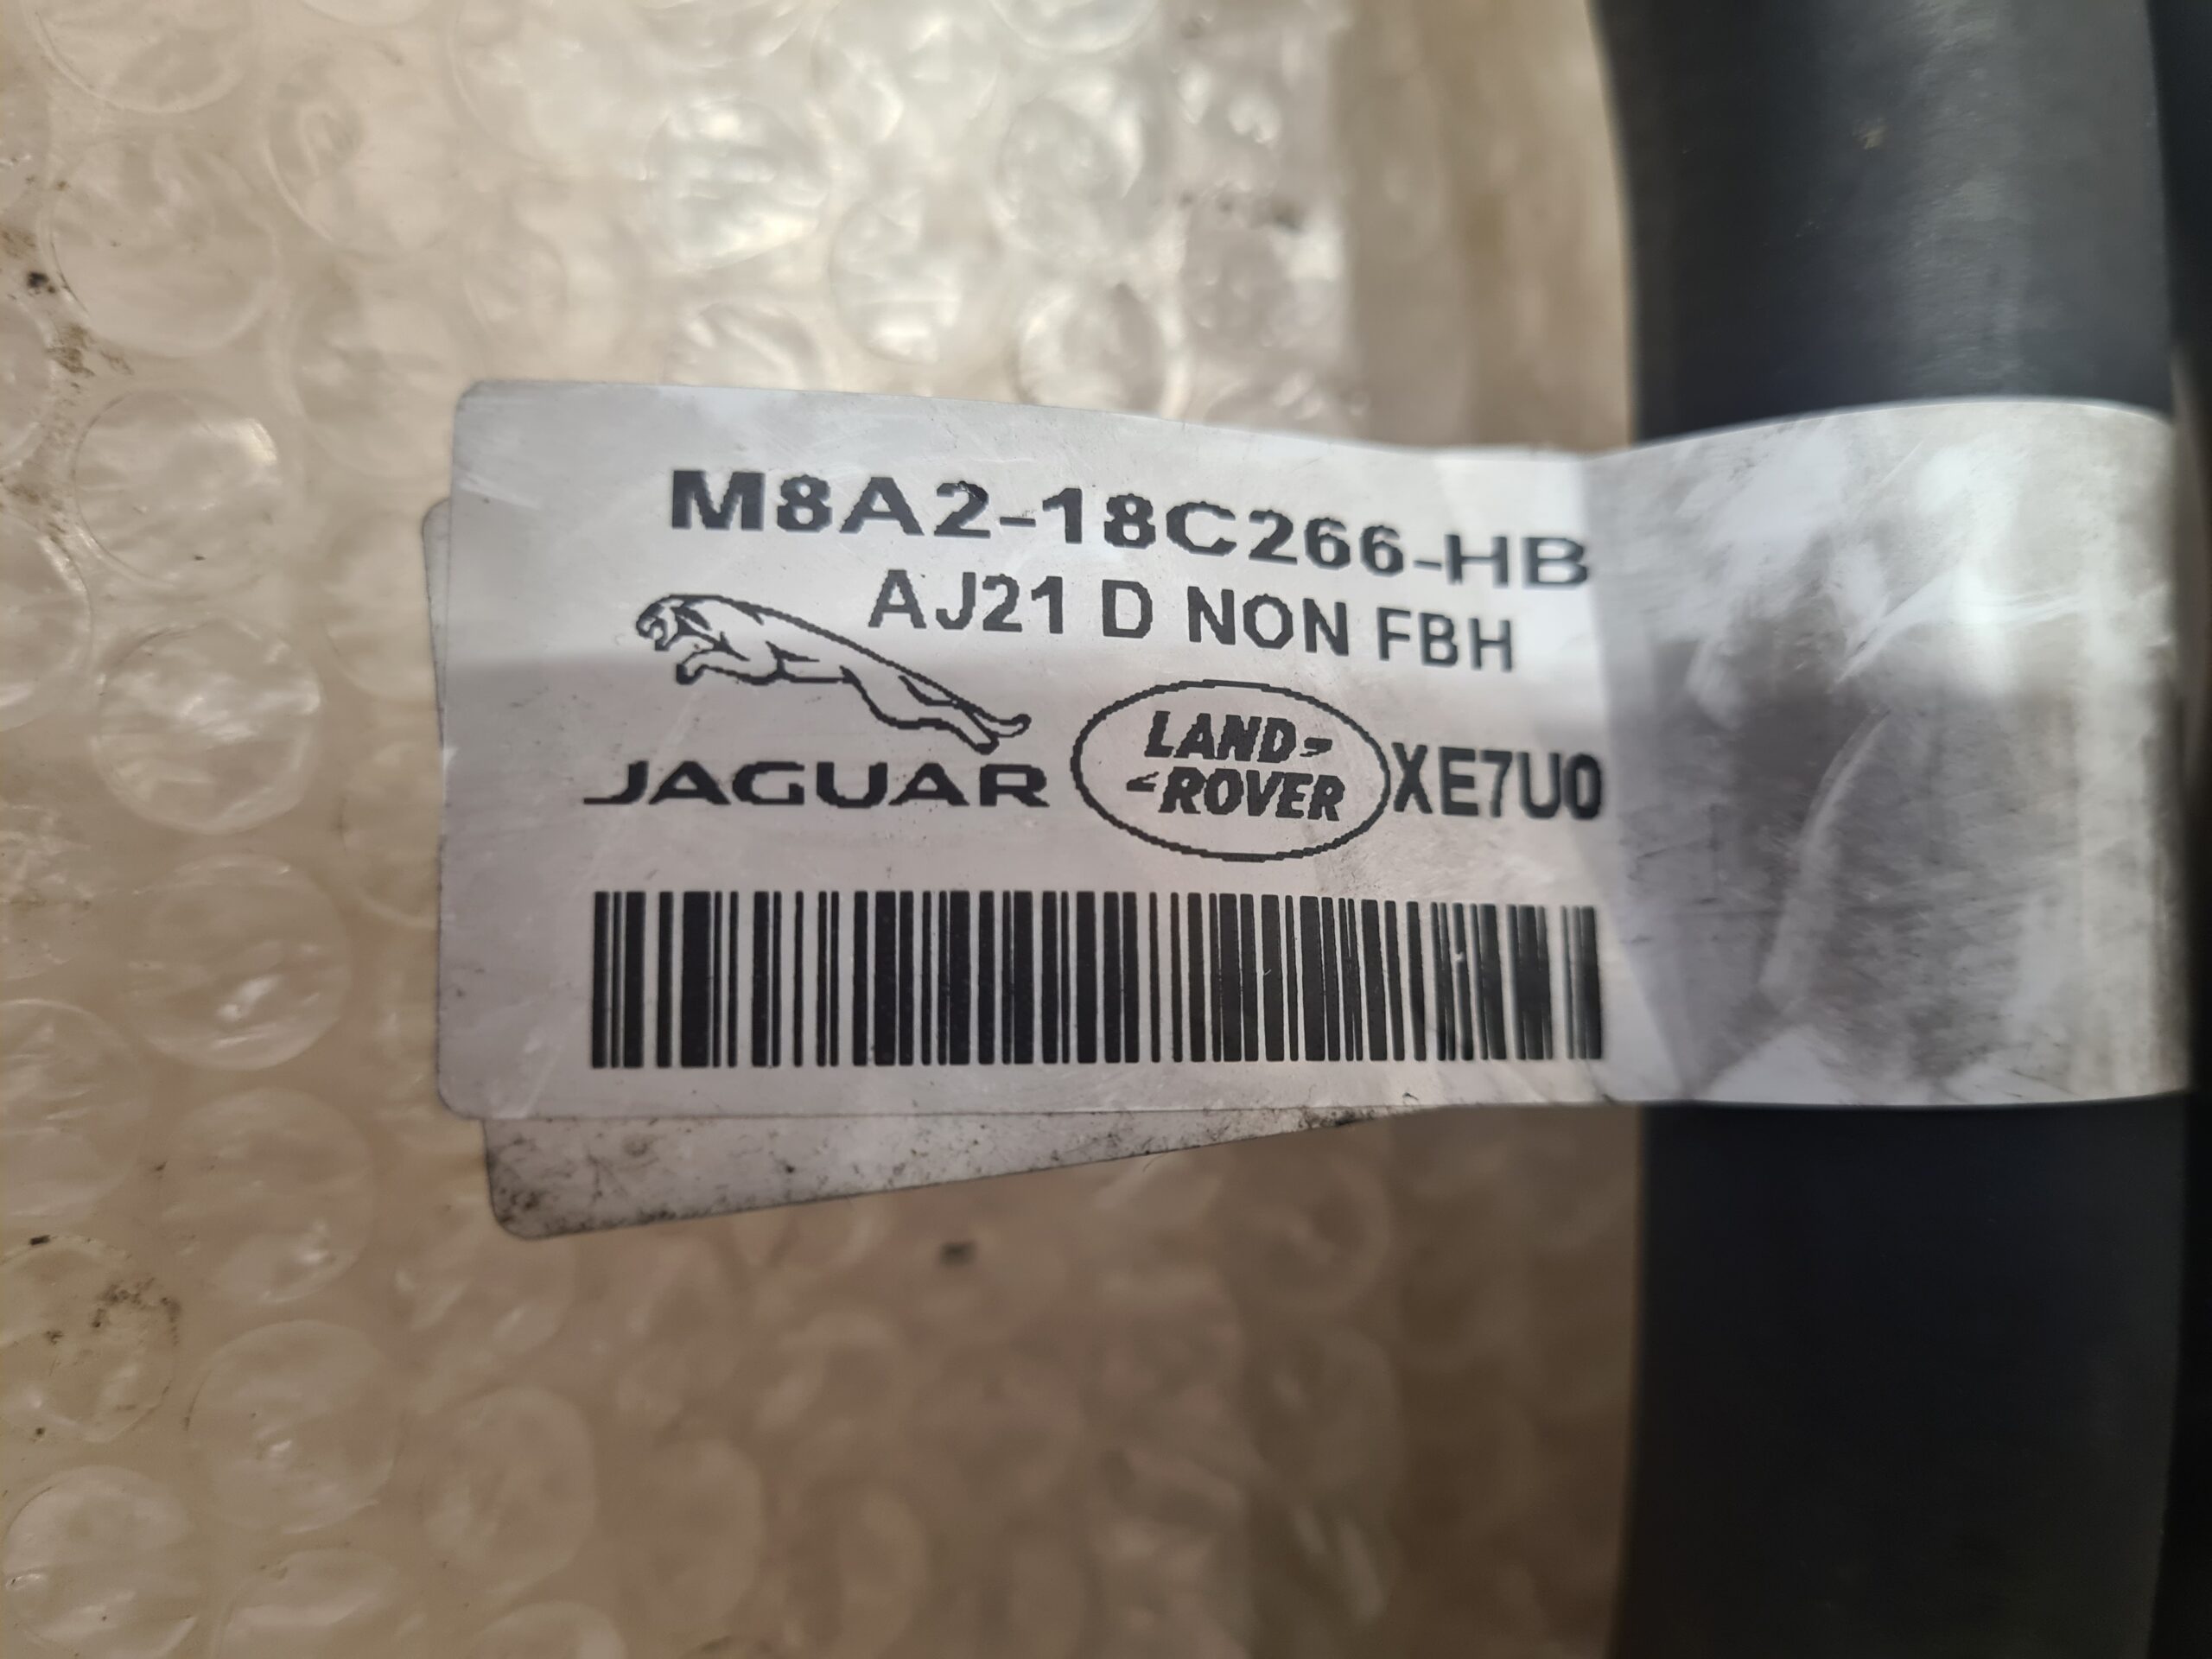 M8A2-18C266-HB
AJ21 D NON FBH
JAGUAR
LAND-
-ROVER
XE7U0